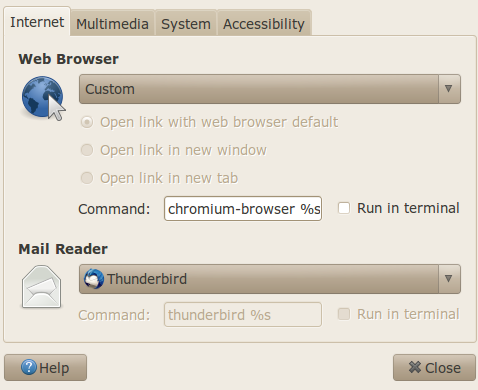 Internet Multimedia System Accessibility
Web Browser
Custom
Open link with web browser default
Open link in new window
Open link in new tab
Command: chromium-browser %s Run in terminal
Mail Reader
Thunderbird
Command: thunderbird %s Run in terminal
Help Close